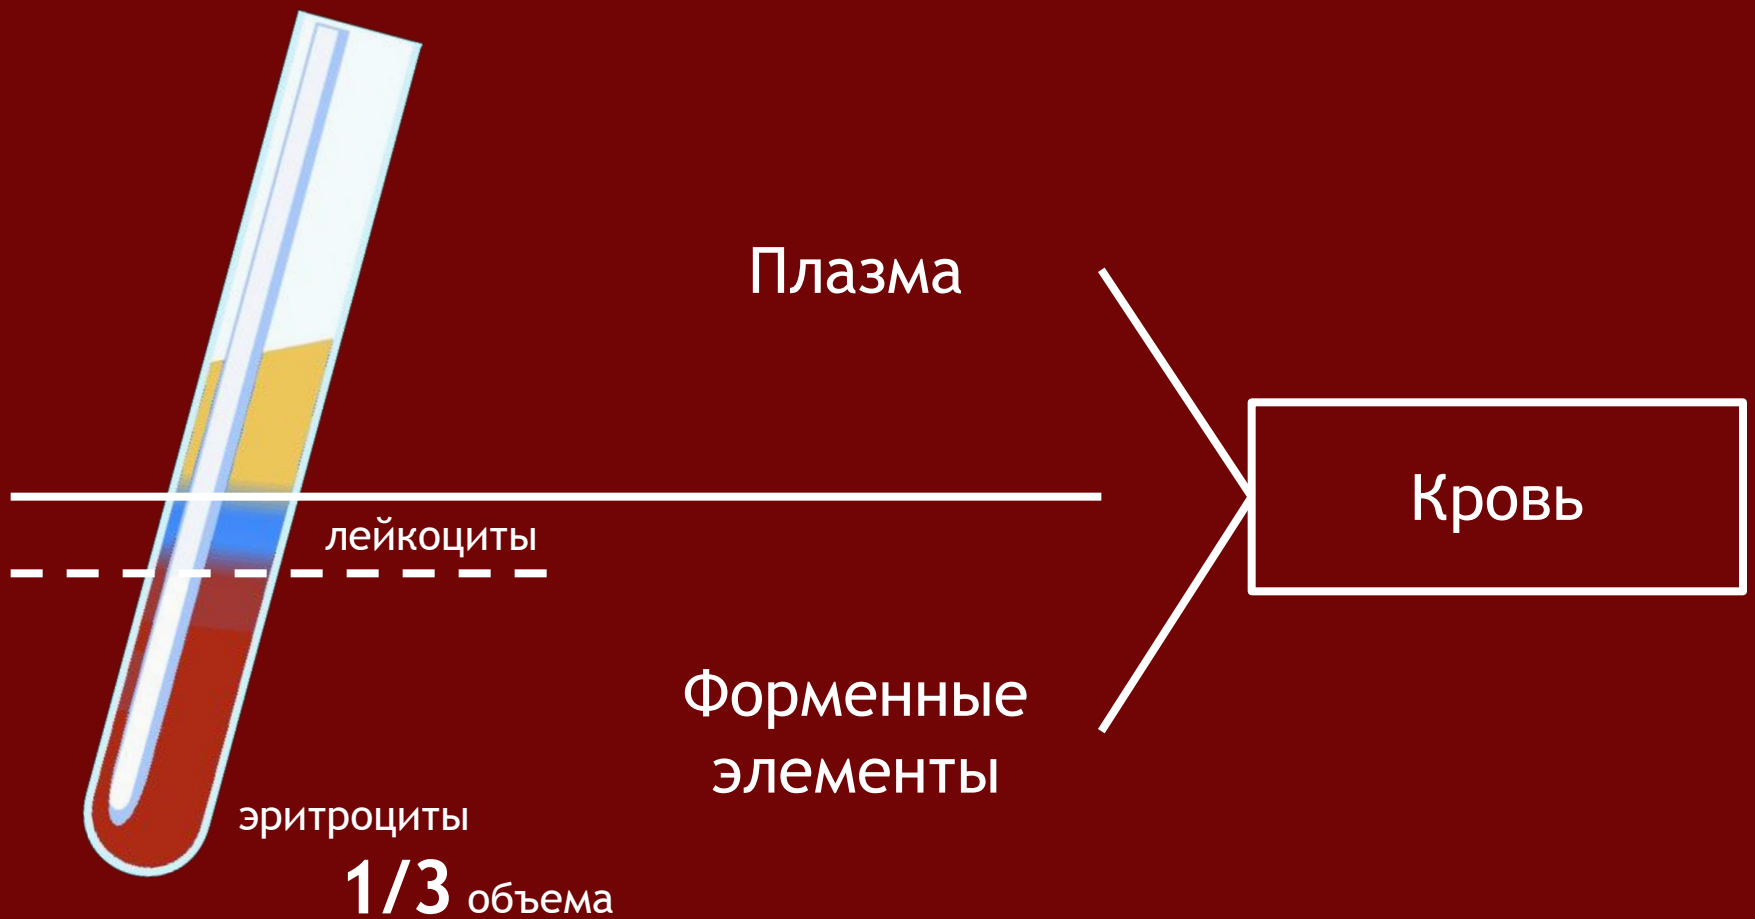 Плазма
Кровь
лейкоциты
Форменные
элементы
эритроциты
1/3 объема